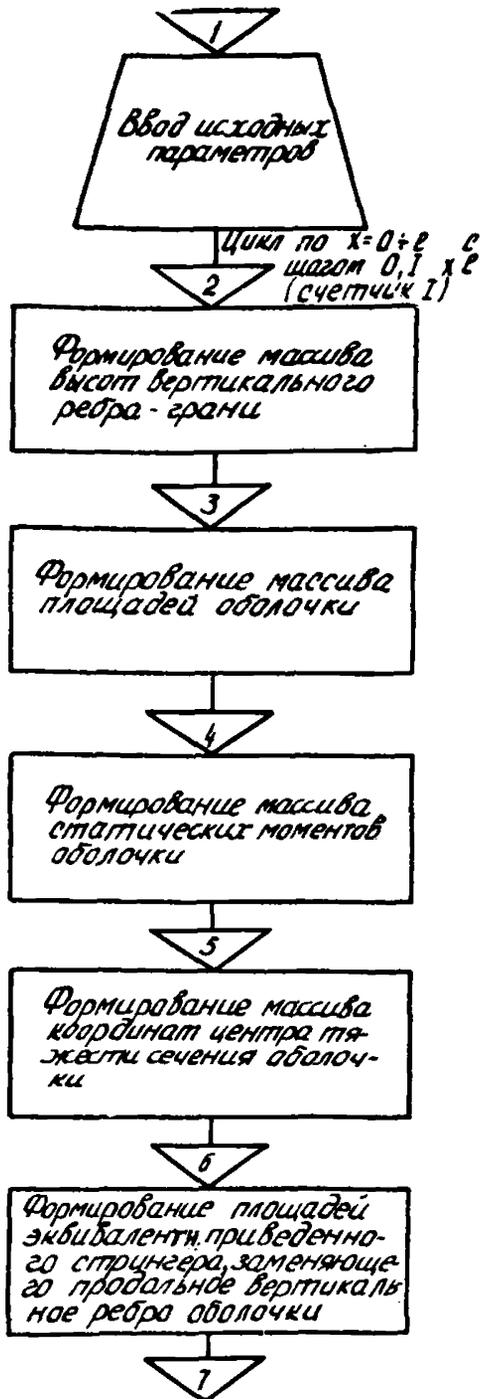 1
Ввод исходных
параметров
Цикл по x=0÷ℓ с
шагом 0,1 xℓ
(счетчик I)
2
Формирование массива
высот вертикального
ребра - грани
3
Формирование массива
площадей оболочки
4
Формирование массива
статических моментов
оболочки
5
Формирование массива
координат центра тя-
жести сечения оболоч-
ки
6
Формирование площадей
эквивалентн. приведенно-
го стрингера, заменяюще-
го продольное вертикаль
ное ребро оболочки
7